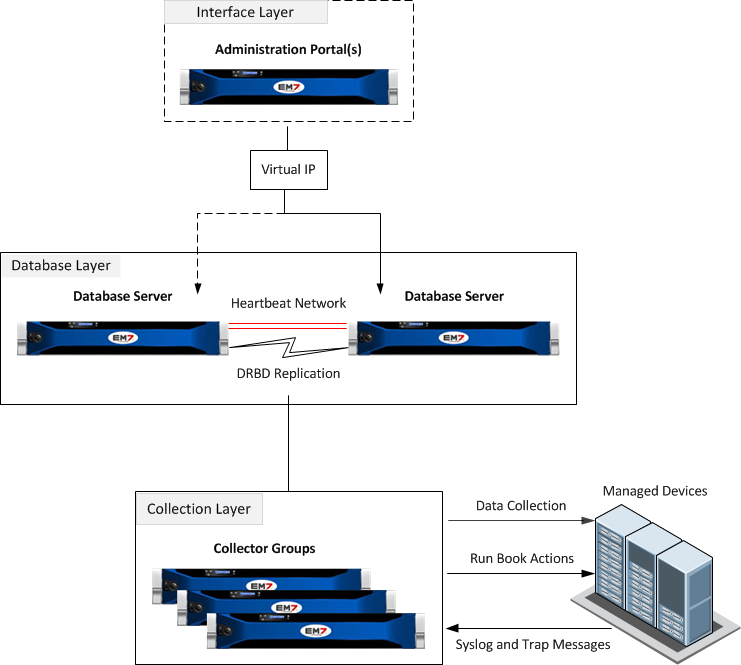 Interface Layer
Administration Portal(s)
EM7
Virtual IP
Database Layer
Database Server
Heartbeat Network
Database Server
EM7
EM7
DRBD Replication
Collection Layer
Collector Groups
EM7
EM7
EM7
Data Collection
Managed Devices
Run Book Actions
Syslog and Trap Messages